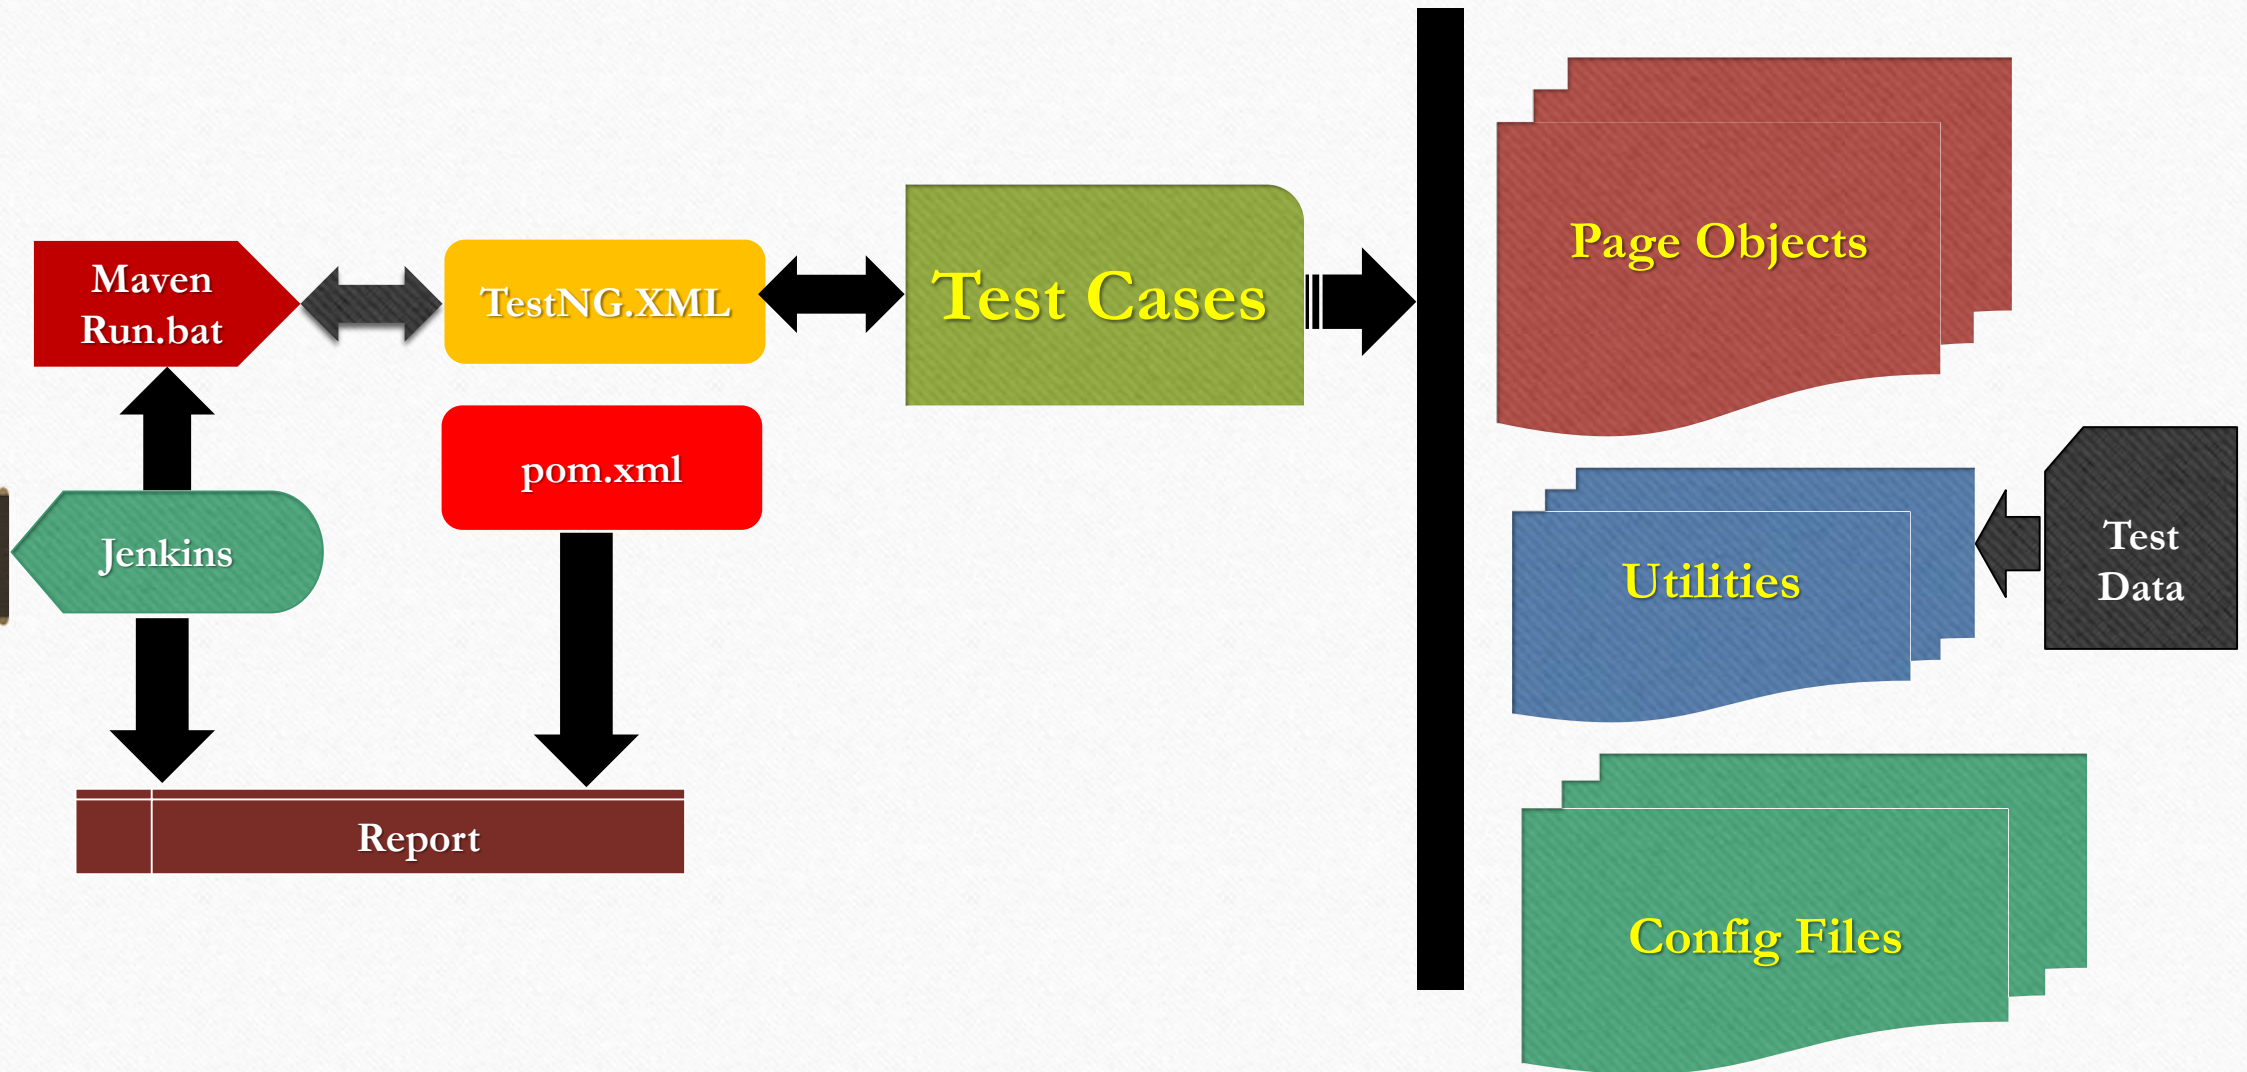 Maven
Run.bat
TestNG.XML
Test Cases
Page Objects
pom.xml
Jenkins
Utilities
Test
Data
Report
Config Files